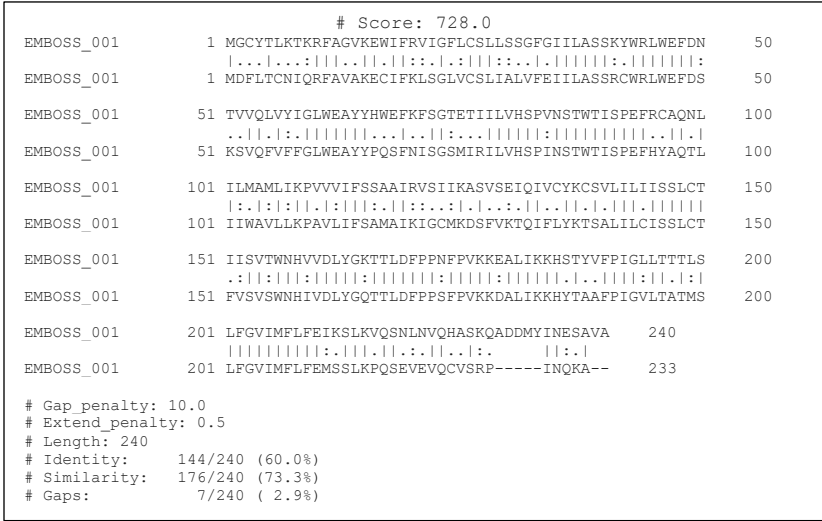 # Score: 728.0
EMBOSS_001         1 MGCYTLKTKRFAGVKEWIFRVIGFLCSLLSSGFGIILASSKYWRLWEFDN     50
                     |...|...:|||..||.||::.|.:|||::..|.||||||:.|||||||:
EMBOSS_001         1 MDFLTCNIQRFAVAKECIFKLSGLVCSLIALVFEIILASSRCWRLWEFDS     50
EMBOSS_001        51 TVVQLVYIGLWEAYYHWEFKFSGTETIILVHSPVNSTWTISPEFRCAQNL    100
                     ..||.|:.|||||||...|..||:...||||||:||||||||||..||.|
EMBOSS_001        51 KSVQFVFFGLWEAYYPQSFNISGSMIRILVHSPINSTWTISPEFHYAQTL    100
EMBOSS_001       101 ILMAMLIKPVVVIFSSAAIRVSIIKASVSEIQIVCYKCSVLILIISSLCT    150
                     |:.|:|:||.|:|||.||:..:|..:.||..||..||.|.|||.||||||
EMBOSS_001       101 IIWAVLLKPAVLIFSAMAIKIGCMKDSFVKTQIFLYKTSALILCISSLCT    150
EMBOSS_001       151 IISVTWNHVVDLYGKTTLDFPPNFPVKKEALIKKHSTYVFPIGLLTTTLS    200
                     .:||:|||:|||||:|||||||:|||||:||||||.|..||||:||.|:|
EMBOSS_001       151 FVSVSWNHIVDLYGQTTLDFPPSFPVKKDALIKKHYTAAFPIGVLTATMS    200
EMBOSS_001       201 LFGVIMFLFEIKSLKVQSNLNVQHASKQADDMYINESAVA    240
                     ||||||||||:.|||.||.:.||..|:.     ||:.|
EMBOSS_001       201 LFGVIMFLFEMSSLKPQSEVEVQCVSRP-----INQKA--    233
# Gap_penalty: 10.0
# Extend_penalty: 0.5
# Length: 240
# Identity:     144/240 (60.0%)
# Similarity:   176/240 (73.3%)
# Gaps:           7/240 ( 2.9%)